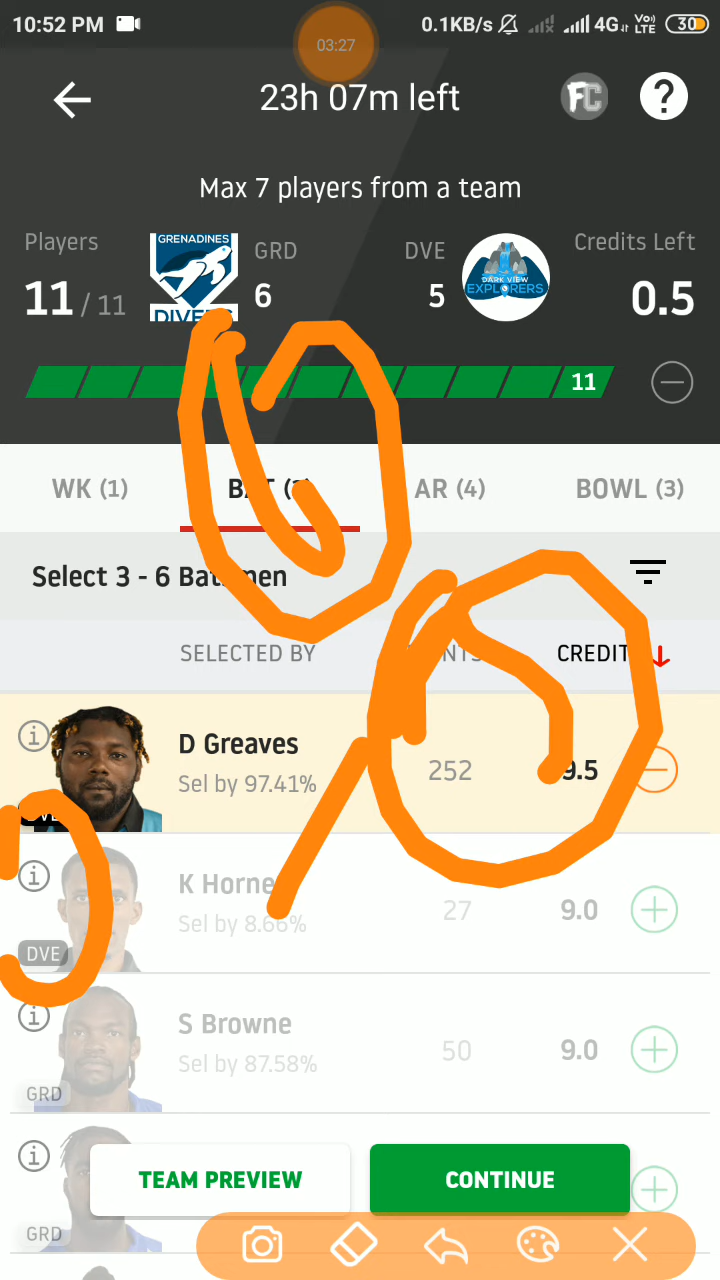 10:52 PM 03:27 0.1KB/s 4G VoLTE 30
23h 07m left FC ?
Max 7 players from a team
Players GRD DVE Credits Left
11 / 11 GRENADINES DIVERS 6 5 DARK VIEW EXPLORERS 0.5
11
WK (1) BAT AR (4) BOWL (3)
Select 3 - 6 Batsmen
SELECTED BY CREDIT
D Greaves
Sel by 97.41% 252 9.5
K Horne
Sel by 8.66% 27 9.0
DVE
S Browne
Sel by 87.58% 50 9.0
GRD
TEAM PREVIEW CONTINUE
GRD